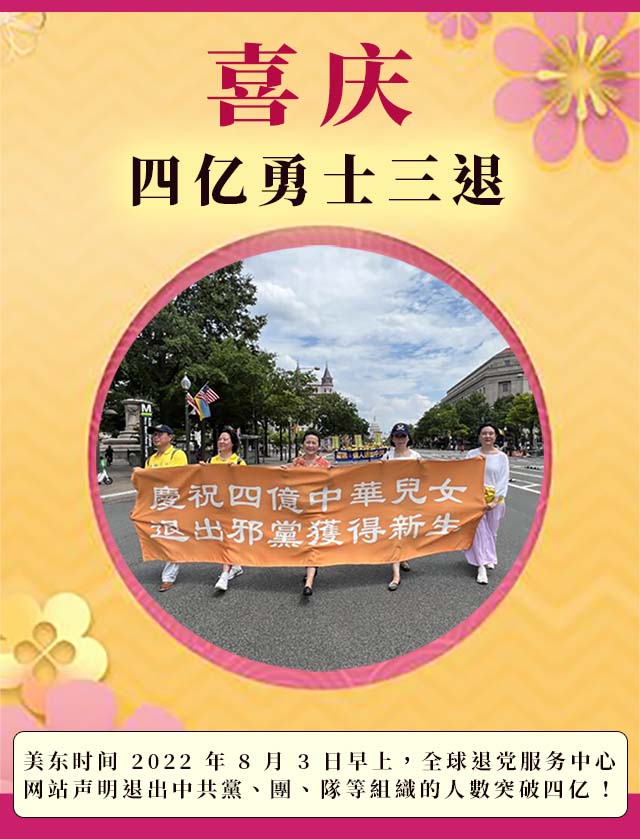 喜庆
四亿勇士三退
M
慶祝四億中華兒女
退出邪黨獲得新生
美东时间 2022 年 8 月 3 日早上，全球退党服务中心
网站声明退出中共黨、團、隊等組織的人數突破四亿！